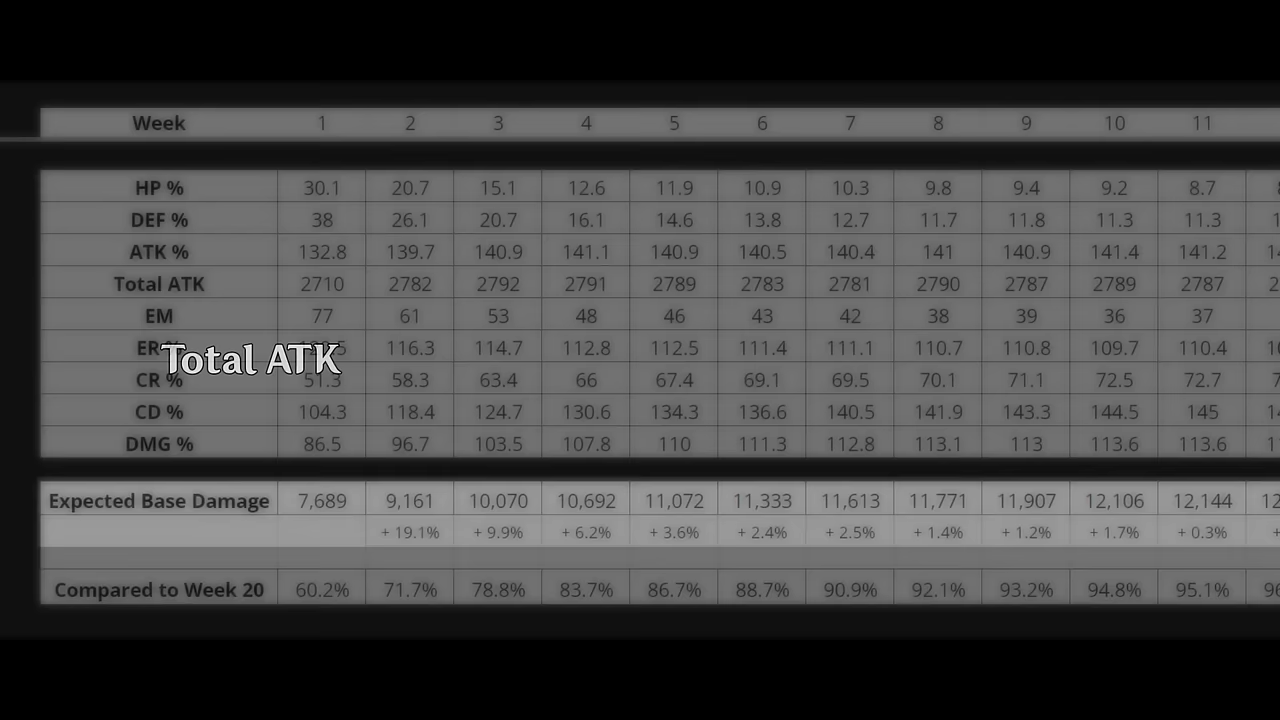 Week 1 2 3 4 5 6 7 8 9 10 11
HP % 30.1 20.7 15.1 12.6 11.9 10.9 10.3 9.8 9.4 9.2 8.7
DEF % 38 26.1 20.7 16.1 14.6 13.8 12.7 11.7 11.8 11.3 11.3
ATK % 132.8 139.7 140.9 141.1 140.9 140.5 140.4 141 140.9 141.4 141.2
Total ATK 2710 2782 2792 2791 2789 2783 2781 2790 2787 2789 2787
EM 77 61 53 48 46 43 42 38 39 36 37
ER 116.3 114.7 112.8 112.5 111.4 111.1 110.7 110.8 109.7 110.4
Total ATK
CR % 51.3 58.3 63.4 66 67.4 69.1 69.5 70.1 71.1 72.5 72.7
CD % 104.3 118.4 124.7 130.6 134.3 136.6 140.5 141.9 143.3 144.5 145
DMG % 86.5 96.7 103.5 107.8 110 111.3 112.8 113.1 113 113.6 113.6
Expected Base Damage 7,689 9,161 10,070 10,692 11,072 11,333 11,613 11,771 11,907 12,106 12,144
+ 19.1% + 9.9% + 6.2% + 3.6% + 2.4% + 2.5% + 1.4% + 1.2% + 1.7% + 0.3%
Compared to Week 20 60.2% 71.7% 78.8% 83.7% 86.7% 88.7% 90.9% 92.1% 93.2% 94.8% 95.1%